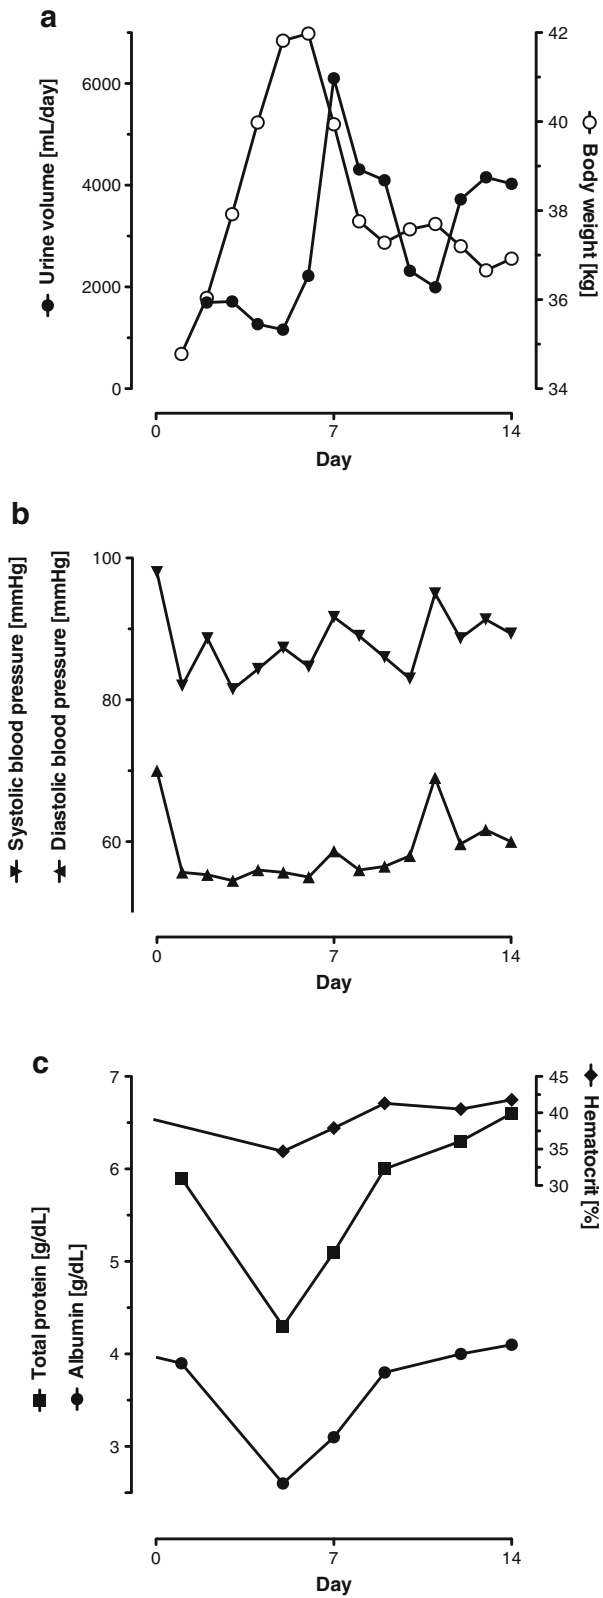 a
Urine volume [mL/day]
6000
4000
2000
0
42
40
38
36
34
Body weight [kg]
0 7 14
Day
b
Systolic blood pressure [mmHg]
Diastolic blood pressure [mmHg]
100
80
60
0 7 14
Day
c
Total protein [g/dL]
Albumin [g/dL]
7
6
5
4
3
45
40
35
30
Hematocrit [%]
0 7 14
Day